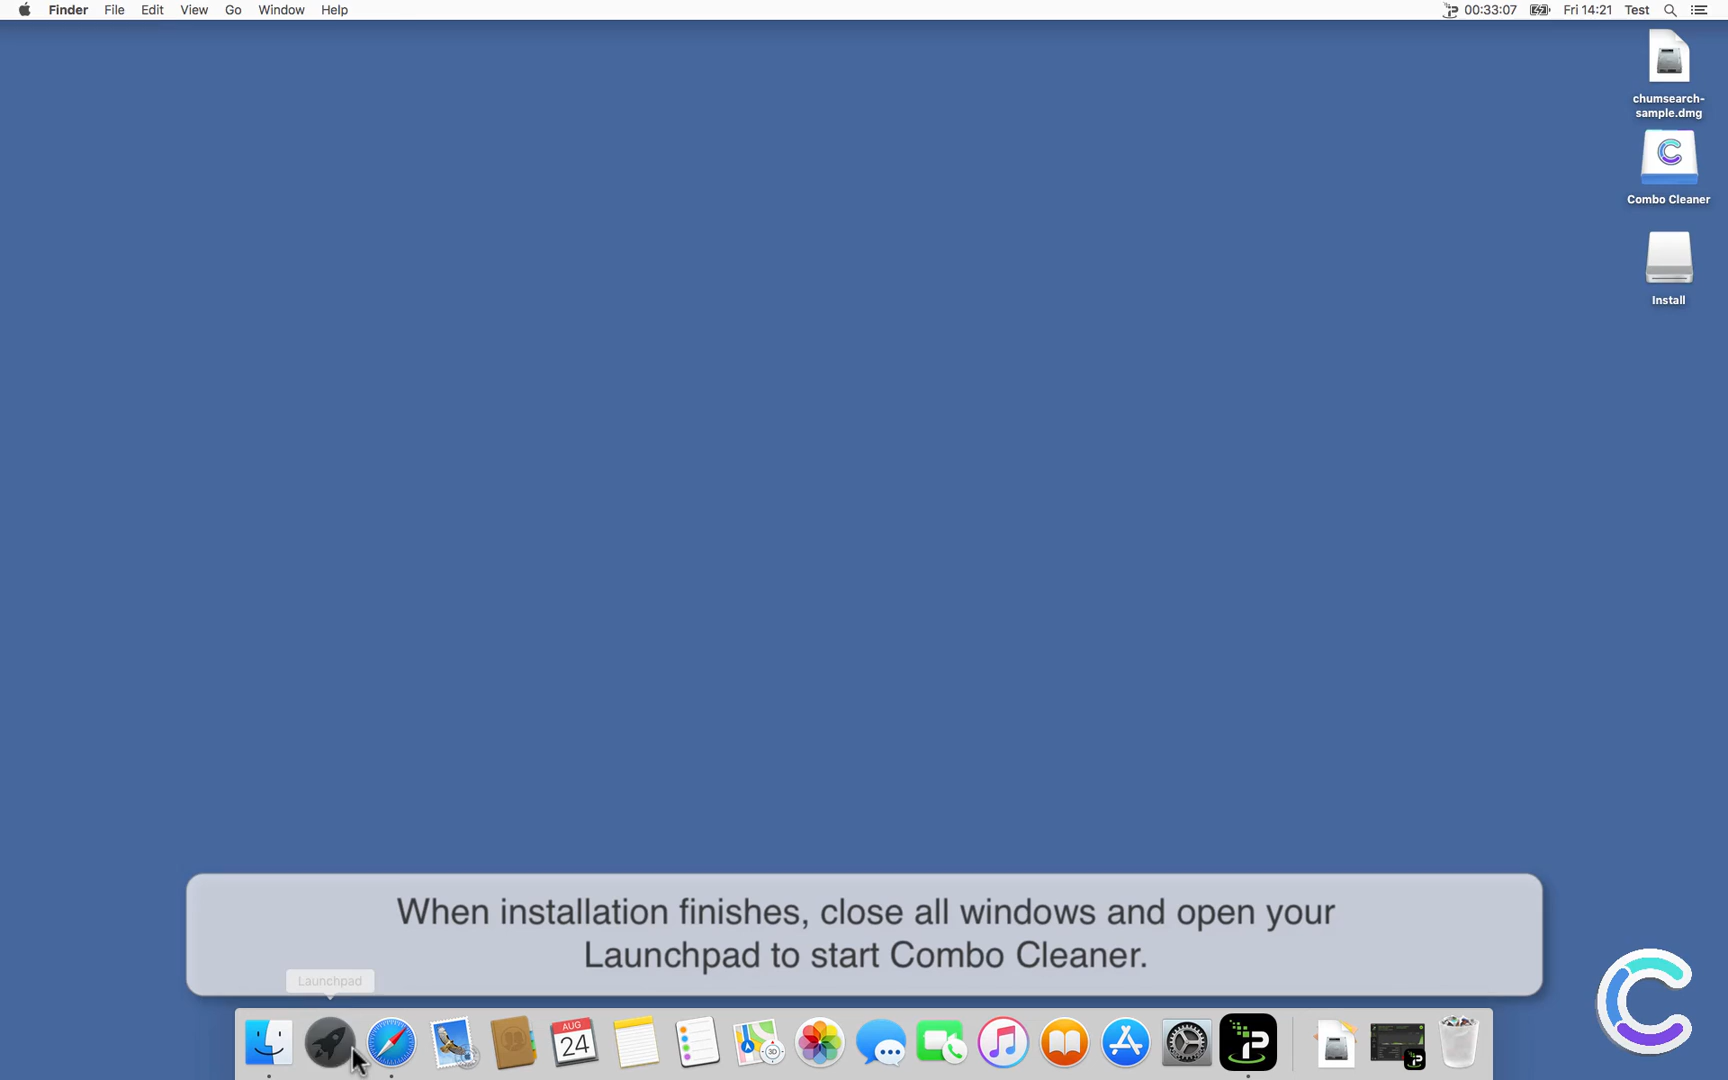 Finder File Edit View Go Window Help 00:33:07 Fri 14:21 Test
chumsearch-
sample.dmg
Combo Cleaner
Install
When installation finishes, close all windows and open your
Launchpad to start Combo Cleaner.
Launchpad
AUG
24
3D